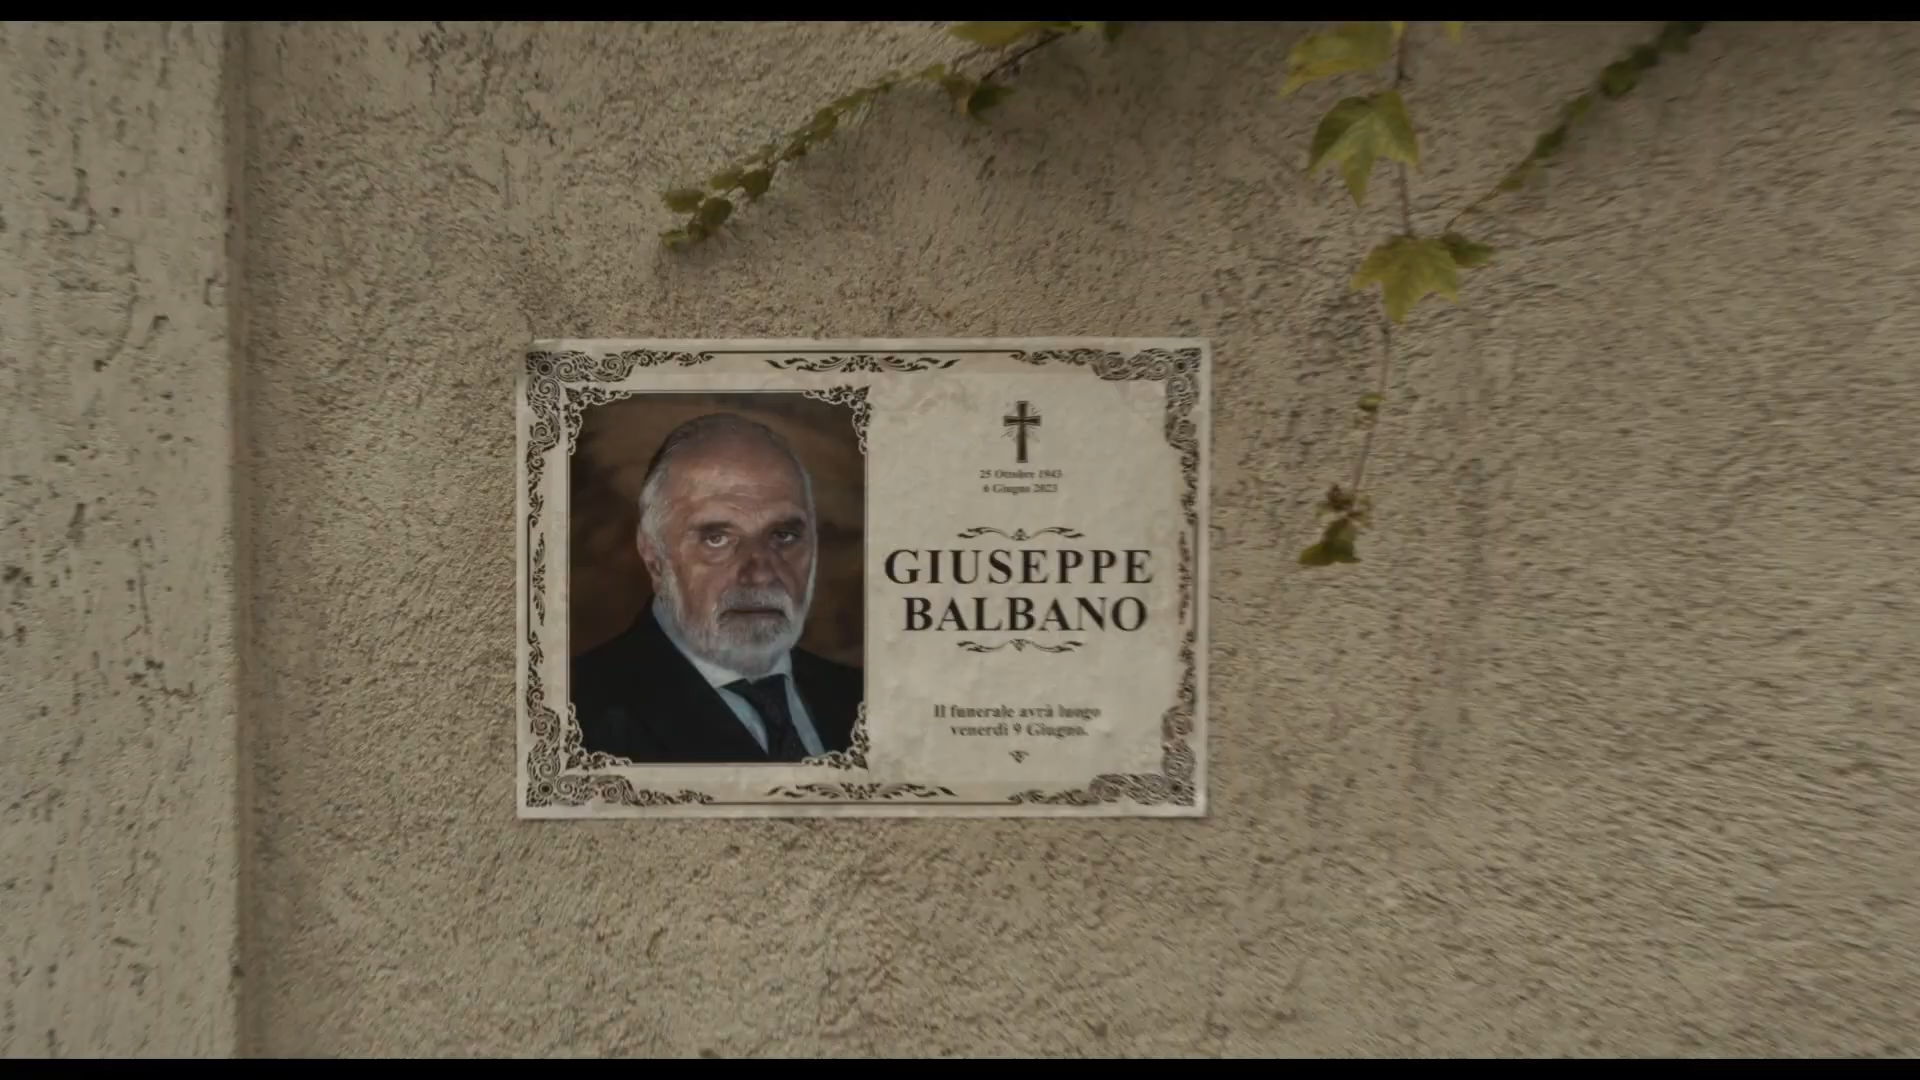 25 Ottobre 1943
6 Giugno 2023
GIUSEPPE
BALBANO
Il funerale avrà luogo
venerdì 9 Giugno.